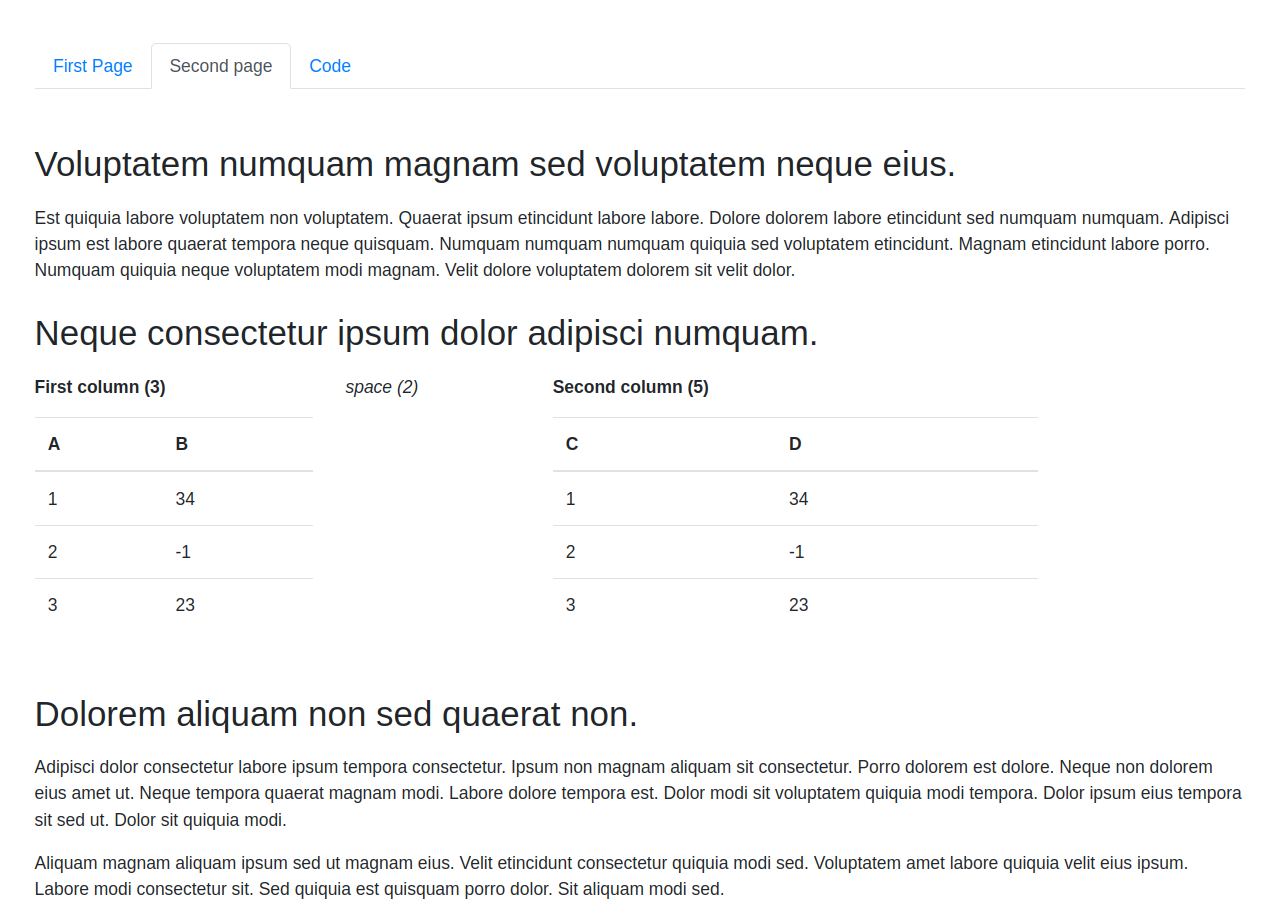 First Page Second page Code
Voluptatem numquam magnam sed voluptatem neque eius.
Est quiquia labore voluptatem non voluptatem. Quaerat ipsum etincidunt labore labore. Dolore dolorem labore etincidunt sed numquam numquam. Adipisci
ipsum est labore quaerat tempora neque quisquam. Numquam numquam numquam quiquia sed voluptatem etincidunt. Magnam etincidunt labore porro.
Numquam quiquia neque voluptatem modi magnam. Velit dolore voluptatem dolorem sit velit dolor.
Neque consectetur ipsum dolor adipisci numquam.
First column (3) space (2) Second column (5)
A B C D
1 34 1 34
2 -1 2 -1
3 23 3 23
Dolorem aliquam non sed quaerat non.
Adipisci dolor consectetur labore ipsum tempora consectetur. Ipsum non magnam aliquam sit consectetur. Porro dolorem est dolore. Neque non dolorem
eius amet ut. Neque tempora quaerat magnam modi. Labore dolore tempora est. Dolor modi sit voluptatem quiquia modi tempora. Dolor ipsum eius tempora
sit sed ut. Dolor sit quiquia modi.
Aliquam magnam aliquam ipsum sed ut magnam eius. Velit etincidunt consectetur quiquia modi sed. Voluptatem amet labore quiquia velit eius ipsum.
Labore modi consectetur sit. Sed quiquia est quisquam porro dolor. Sit aliquam modi sed.